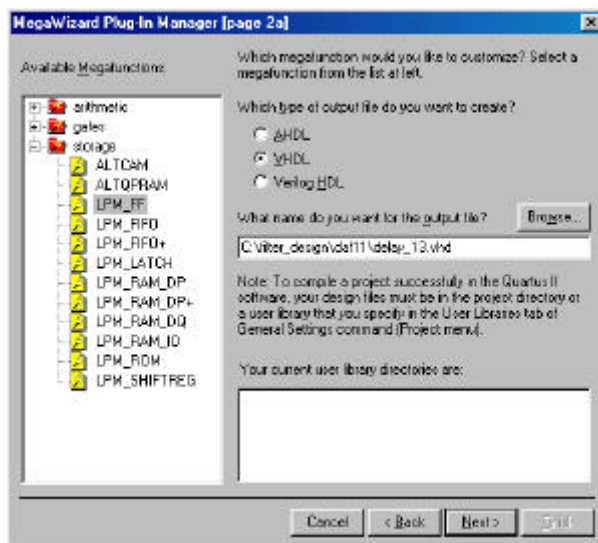 MegaWizard Plug-In Manager [page 2a]
Available Megafunctions:
arithmetic
gates
storage
ALTCAM
ALTQPRAM
LPM_FF
LPM_FIFO
LPM_FIFO+
LPM_LATCH
LPM_RAM_DP
LPM_RAM_DP+
LPM_RAM_DQ
LPM_RAM_IO
LPM_ROM
LPM_SHIFTREG
Which megafunction would you like to customize? Select a
megafunction from the list at left.
Which type of output file do you want to create?
AHDL
VHDL
Verilog HDL
What name do you want for the output file?
Browse...
C:\filter_design\daf11\delay_13.vhd
Note: To compile a project successfully in the Quartus II
software, your design files must be in the project directory or
a user library that you specify in the User Libraries tab of
General Settings command (Project menu).
Your current user library directories are:
Cancel
< Back
Next >